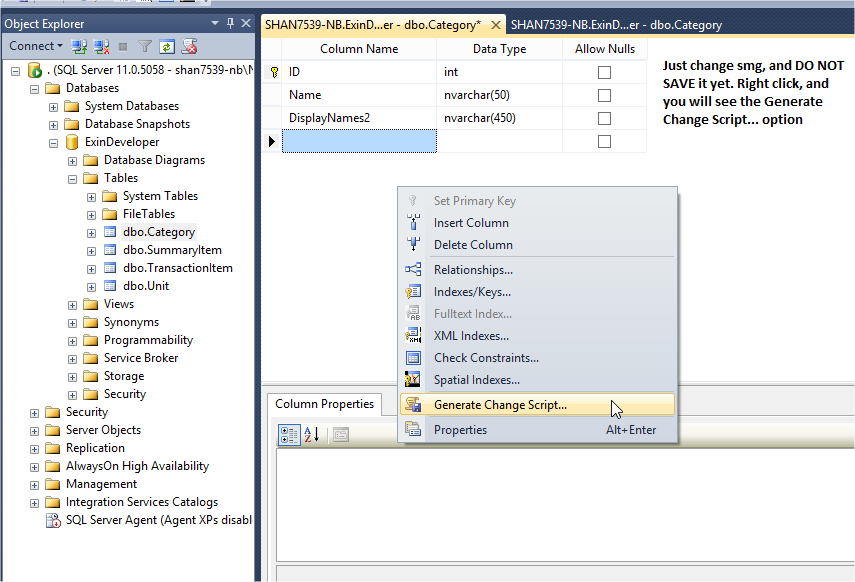 Object Explorer
Connect
. (SQL Server 11.0.5058 - shan7539-nb\N
Databases
System Databases
Database Snapshots
ExinDeveloper
Database Diagrams
Tables
System Tables
FileTables
dbo.Category
dbo.SummaryItem
dbo.TransactionItem
dbo.Unit
Views
Synonyms
Programmability
Service Broker
Storage
Security
Security
Server Objects
Replication
AlwaysOn High Availability
Management
Integration Services Catalogs
SQL Server Agent (Agent XPs disabl
SHAN7539-NB.ExinD...er - dbo.Category*
SHAN7539-NB.ExinD...er - dbo.Category
Column Name Data Type Allow Nulls
ID int
Name nvarchar(50)
DisplayNames2 nvarchar(450)
Just change smg, and DO NOT
SAVE it yet. Right click, and
you will see the Generate
Change Script... option
Set Primary Key
Insert Column
Delete Column
Relationships...
Indexes/Keys...
Fulltext Index...
XML Indexes...
Check Constraints...
Spatial Indexes...
Generate Change Script...
Properties Alt+Enter
Column Properties